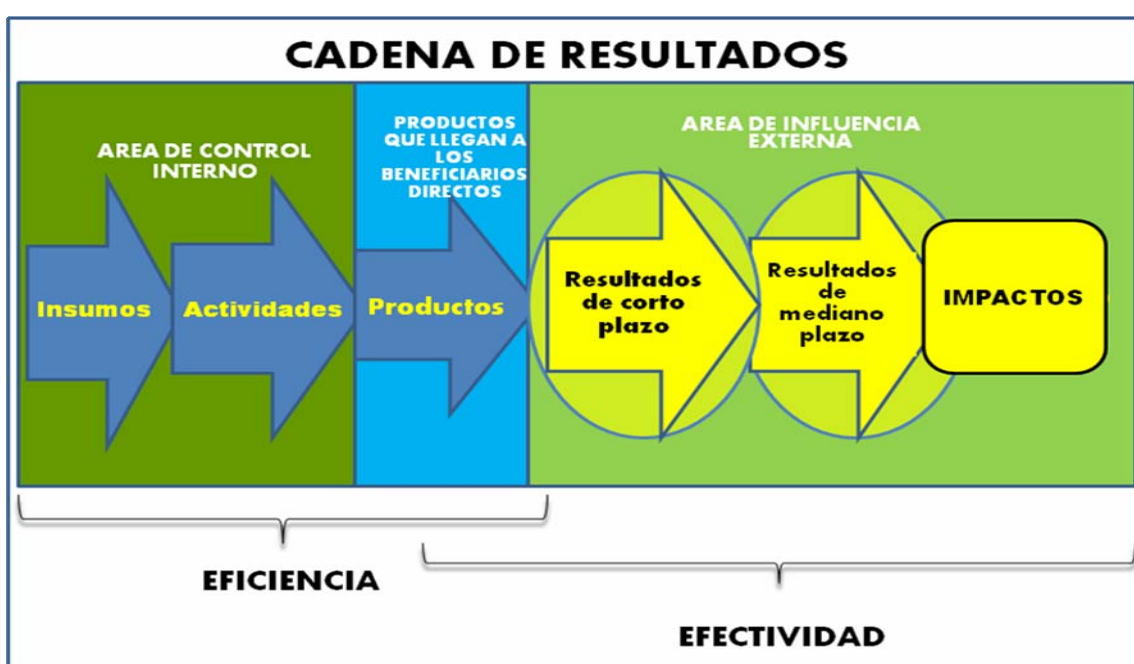 CADENA DE RESULTADOS
AREA DE CONTROL
INTERNO
PRODUCTOS
QUE LLEGAN A
LOS
BENEFICIARIOS
DIRECTOS
AREA DE INFLUENCIA
EXTERNA
Insumos
Actividades
Productos
Resultados
de corto
plazo
Resultados
de
mediano
plazo
IMPACTOS
EFICIENCIA
EFECTIVIDAD